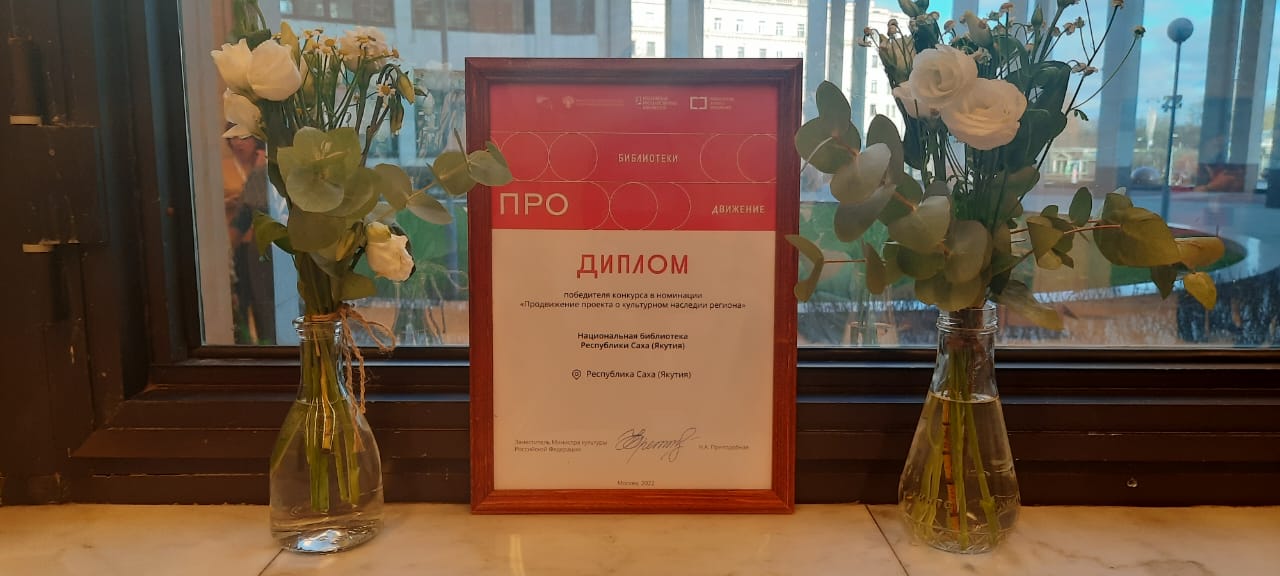 БИБЛИОТЕКИ
ПРО
ДВИЖЕНИЕ
ДИПЛОМ
победителя конкурса в номинации
«Продвижение проекта о культурном наследии региона»
Национальная библиотека
Республики Саха (Якутия)
Республика Саха (Якутия)
Заместитель Министра культуры
Российской Федерации
Н.А. Преподобная
Москва, 2022